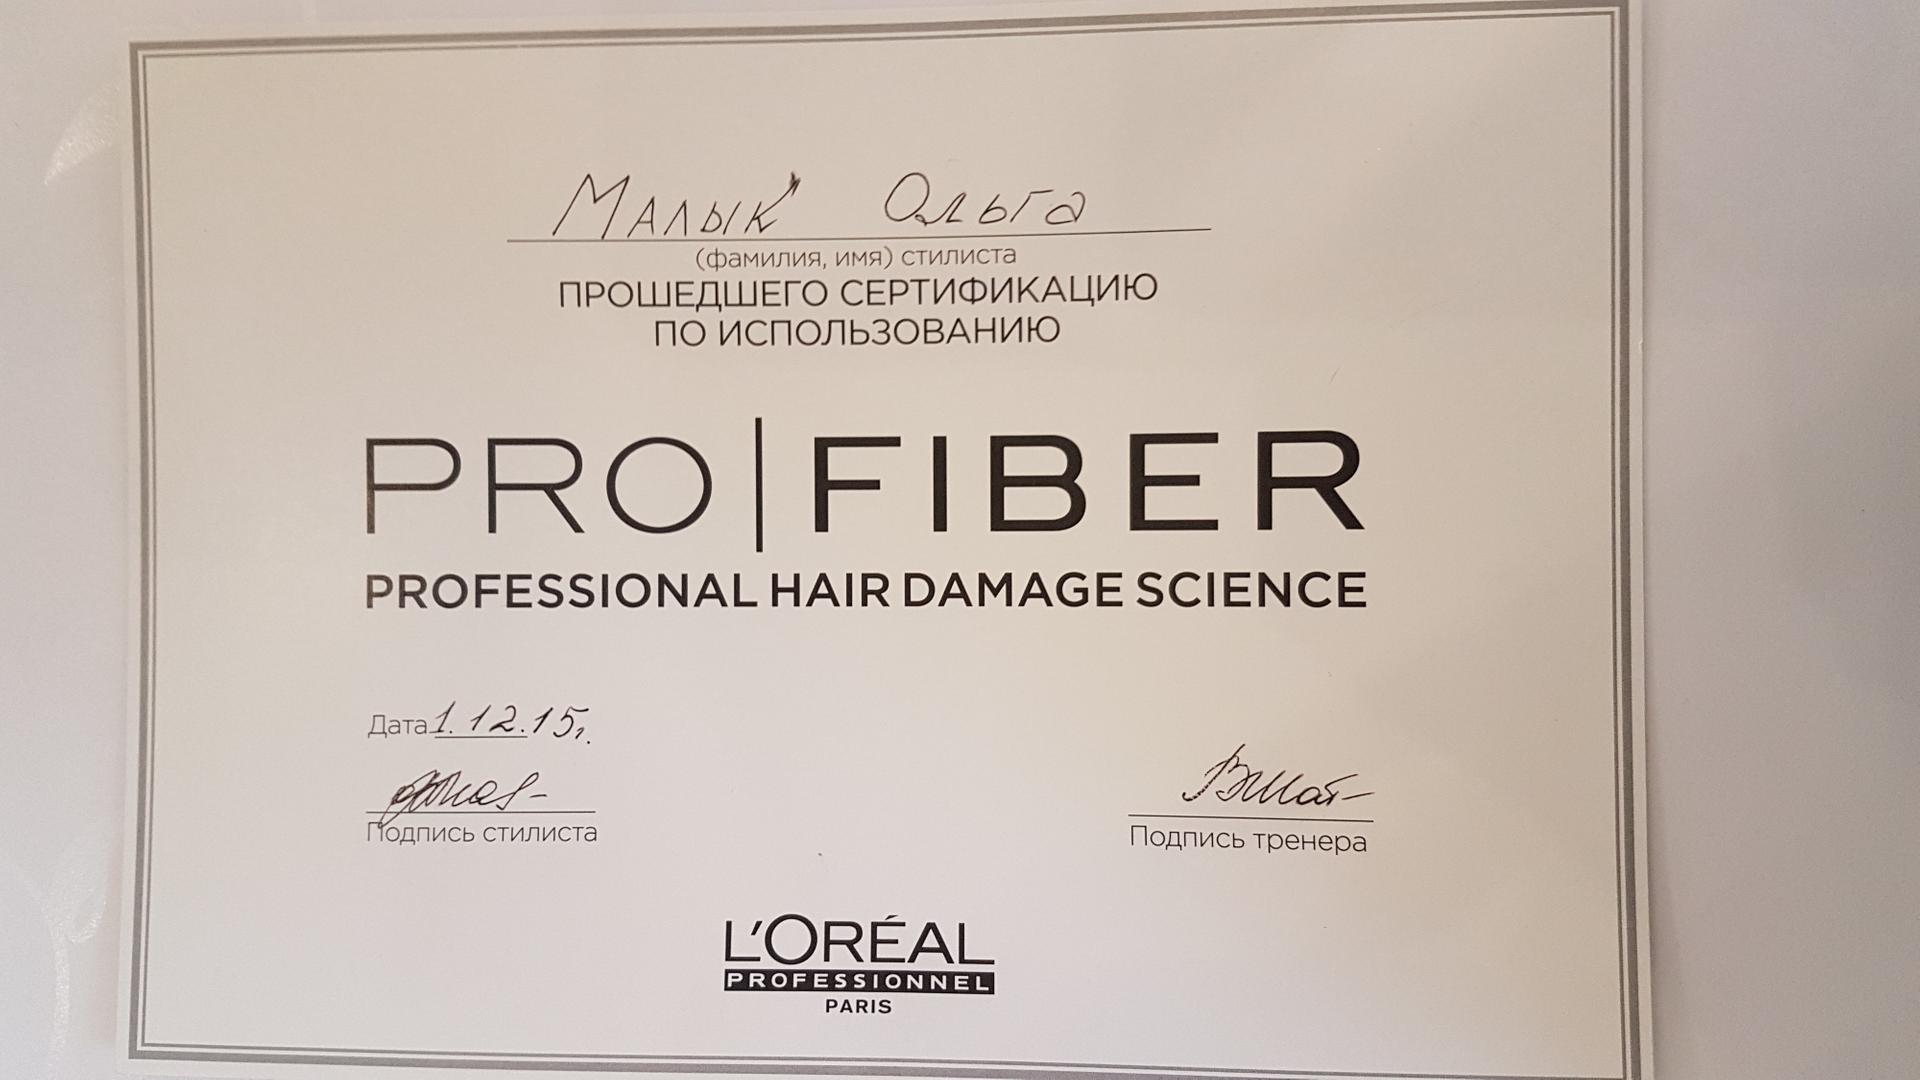 Малык Ольга
(фамилия, имя) стилиста
ПРОШЕДШЕГО СЕРТИФИКАЦИЮ
ПО ИСПОЛЬЗОВАНИЮ
PRO|FIBER
PROFESSIONAL HAIR DAMAGE SCIENCE
Дата 1.12.15г.
Подпись стилиста
Подпись тренера
L'ORÉAL
PROFESSIONNEL
PARIS